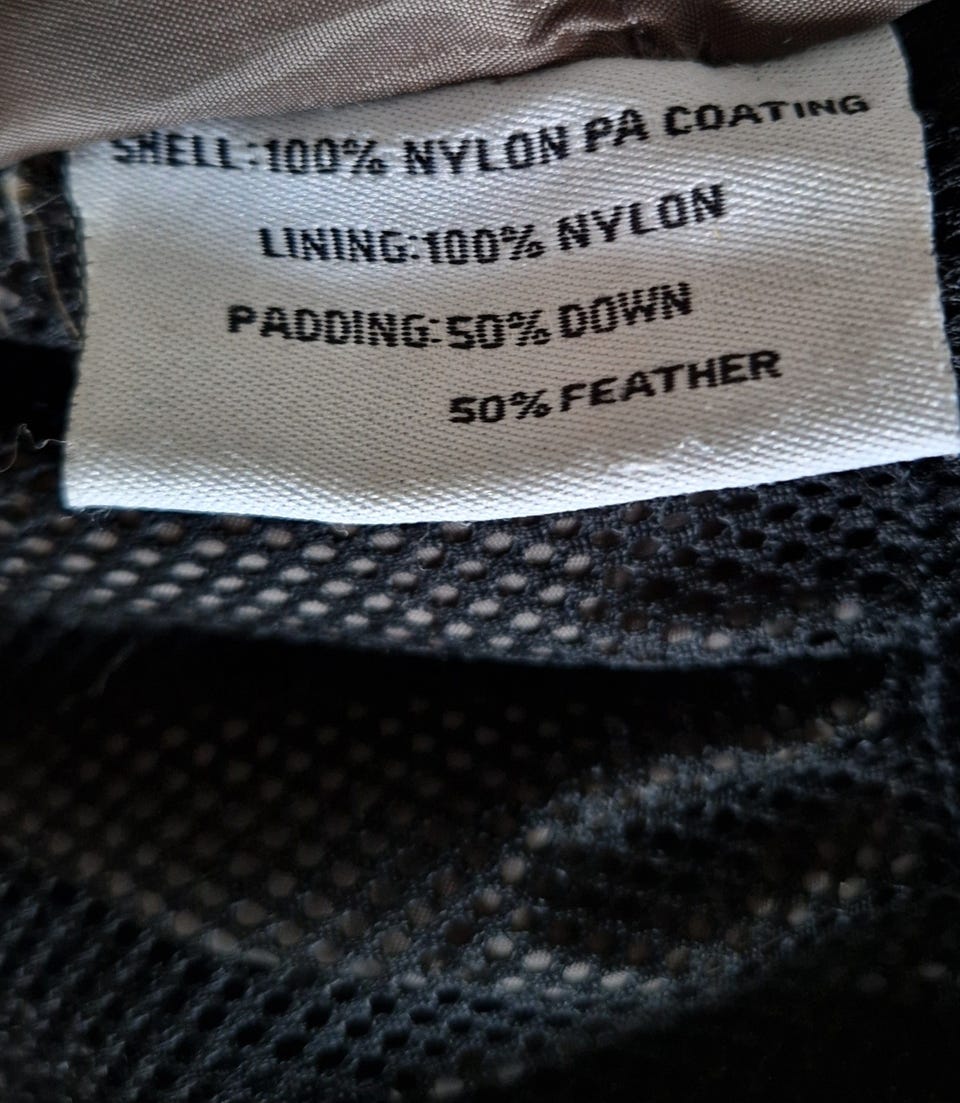 SHELL:100% NYLON PA COATING
LINING:100% NYLON
PADDING:50% DOWN
50% FEATHER